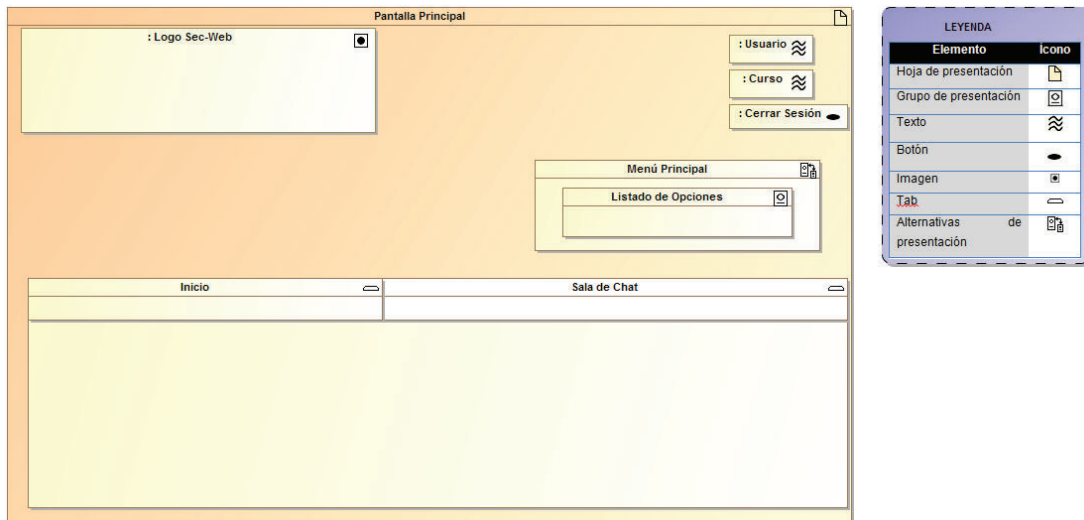 Pantalla Principal
: Logo Sec-Web
: Usuario
: Curso
: Cerrar Sesión
Menú Principal
Listado de Opciones
Inicio
Sala de Chat
LEYENDA
Elemento Icono
Hoja de presentación
Grupo de presentación
Texto
Botón
Imagen
Tab
Alternativas de
presentación